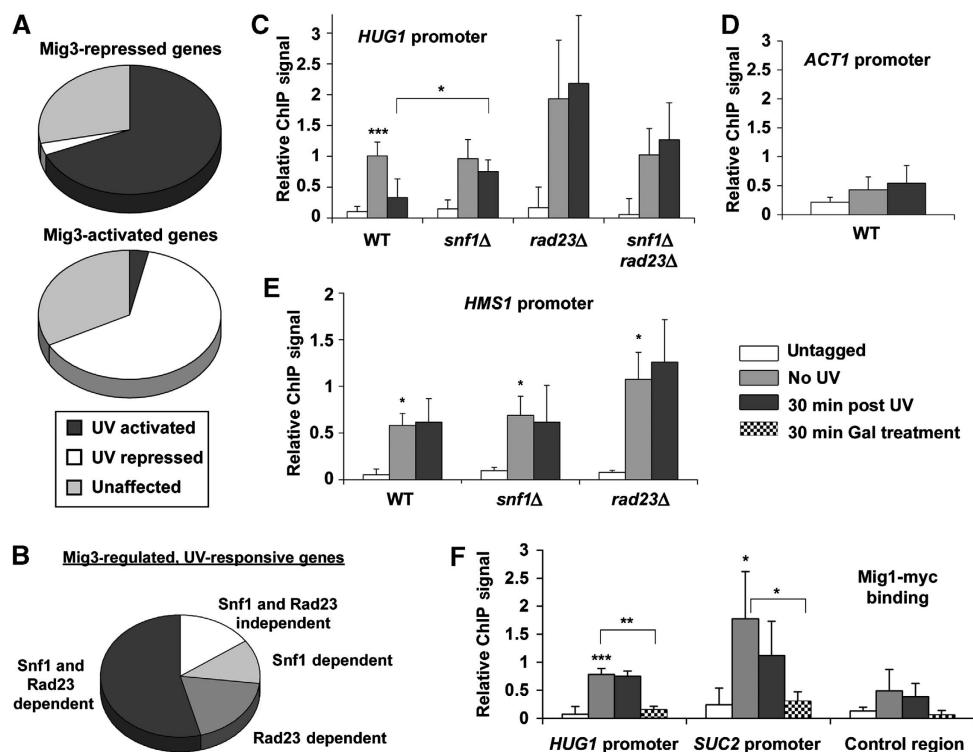 A
Mig3-repressed genes
Mig3-activated genes
UV activated
UV repressed
Unaffected
B
Mig3-regulated, UV-responsive genes
Snf1 and Rad23
independent
Snf1 dependent
Rad23 dependent
Snf1 and
Rad23
dependent
C
HUG1 promoter
Relative ChIP signal
3
2.5
2
1.5
1
0.5
0
***
*
WT
snf1Δ
rad23Δ
snf1Δ
rad23Δ
D
ACT1 promoter
Relative ChIP signal
3
2.5
2
1.5
1
0.5
0
WT
E
HMS1 promoter
Relative ChIP signal
2
1.5
1
0.5
0
*
*
*
WT
snf1Δ
rad23Δ
Untagged
No UV
30 min post UV
30 min Gal treatment
F
Mig1-myc
binding
Relative ChIP signal
3
2.5
2
1.5
1
0.5
0
***
**
*
*
HUG1 promoter
SUC2 promoter
Control region